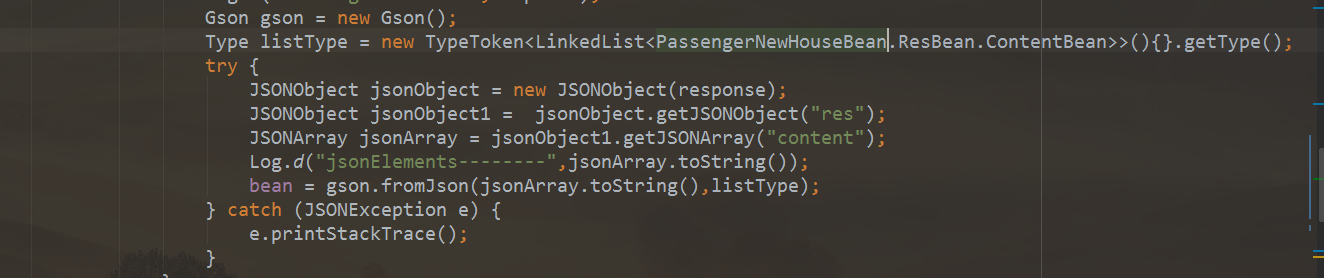 Gson gson = new Gson();
Type listType = new TypeToken<LinkedList<PassengerNewHouseBean.ResBean.ContentBean>>(){}.getType();
try {
JSONObject jsonObject = new JSONObject(response);
JSONObject jsonObject1 =  jsonObject.getJSONObject("res");
JSONArray jsonArray = jsonObject1.getJSONArray("content");
Log.d("jsonElements--------",jsonArray.toString());
bean = gson.fromJson(jsonArray.toString(),listType);
} catch (JSONException e) {
e.printStackTrace();
}